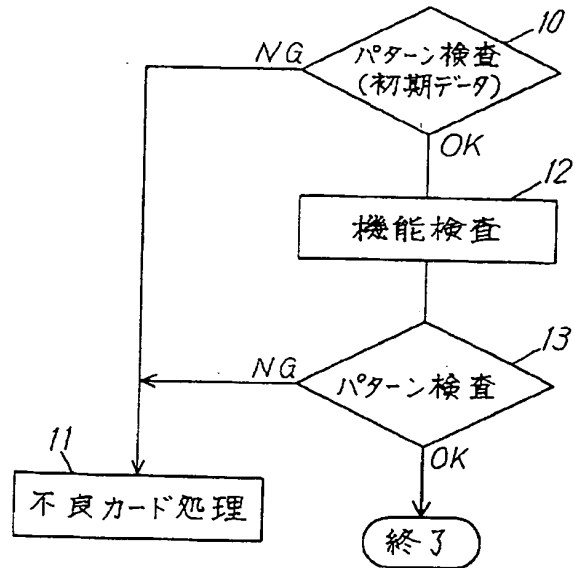 10
パターン検査
(初期データ)
NG
OK
12
機能検査
13
NG
パターン検査
OK
11
不良カード処理
終了